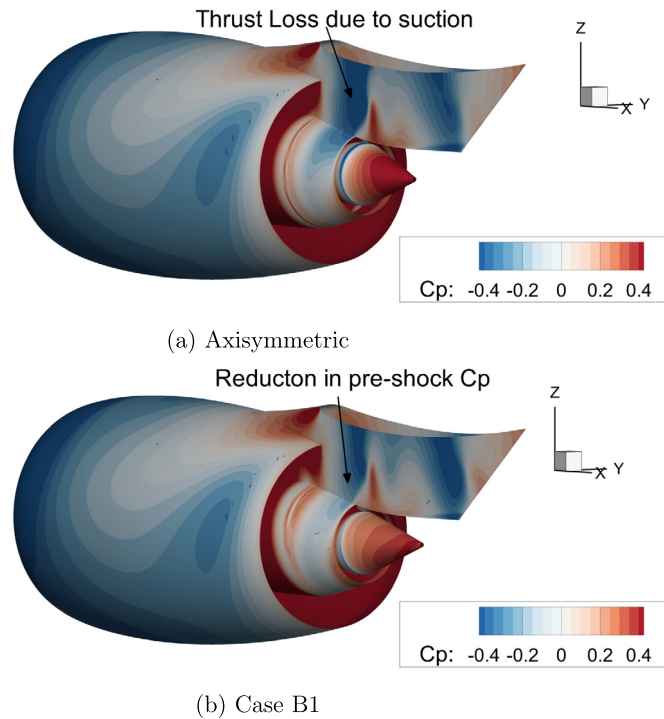 Thrust Loss due to suction
Z
Y
X
Cp: -0.4 -0.2 0 0.2 0.4
(a) Axisymmetric
Reducton in pre-shock Cp
Z
Y
X
Cp: -0.4 -0.2 0 0.2 0.4
(b) Case B1